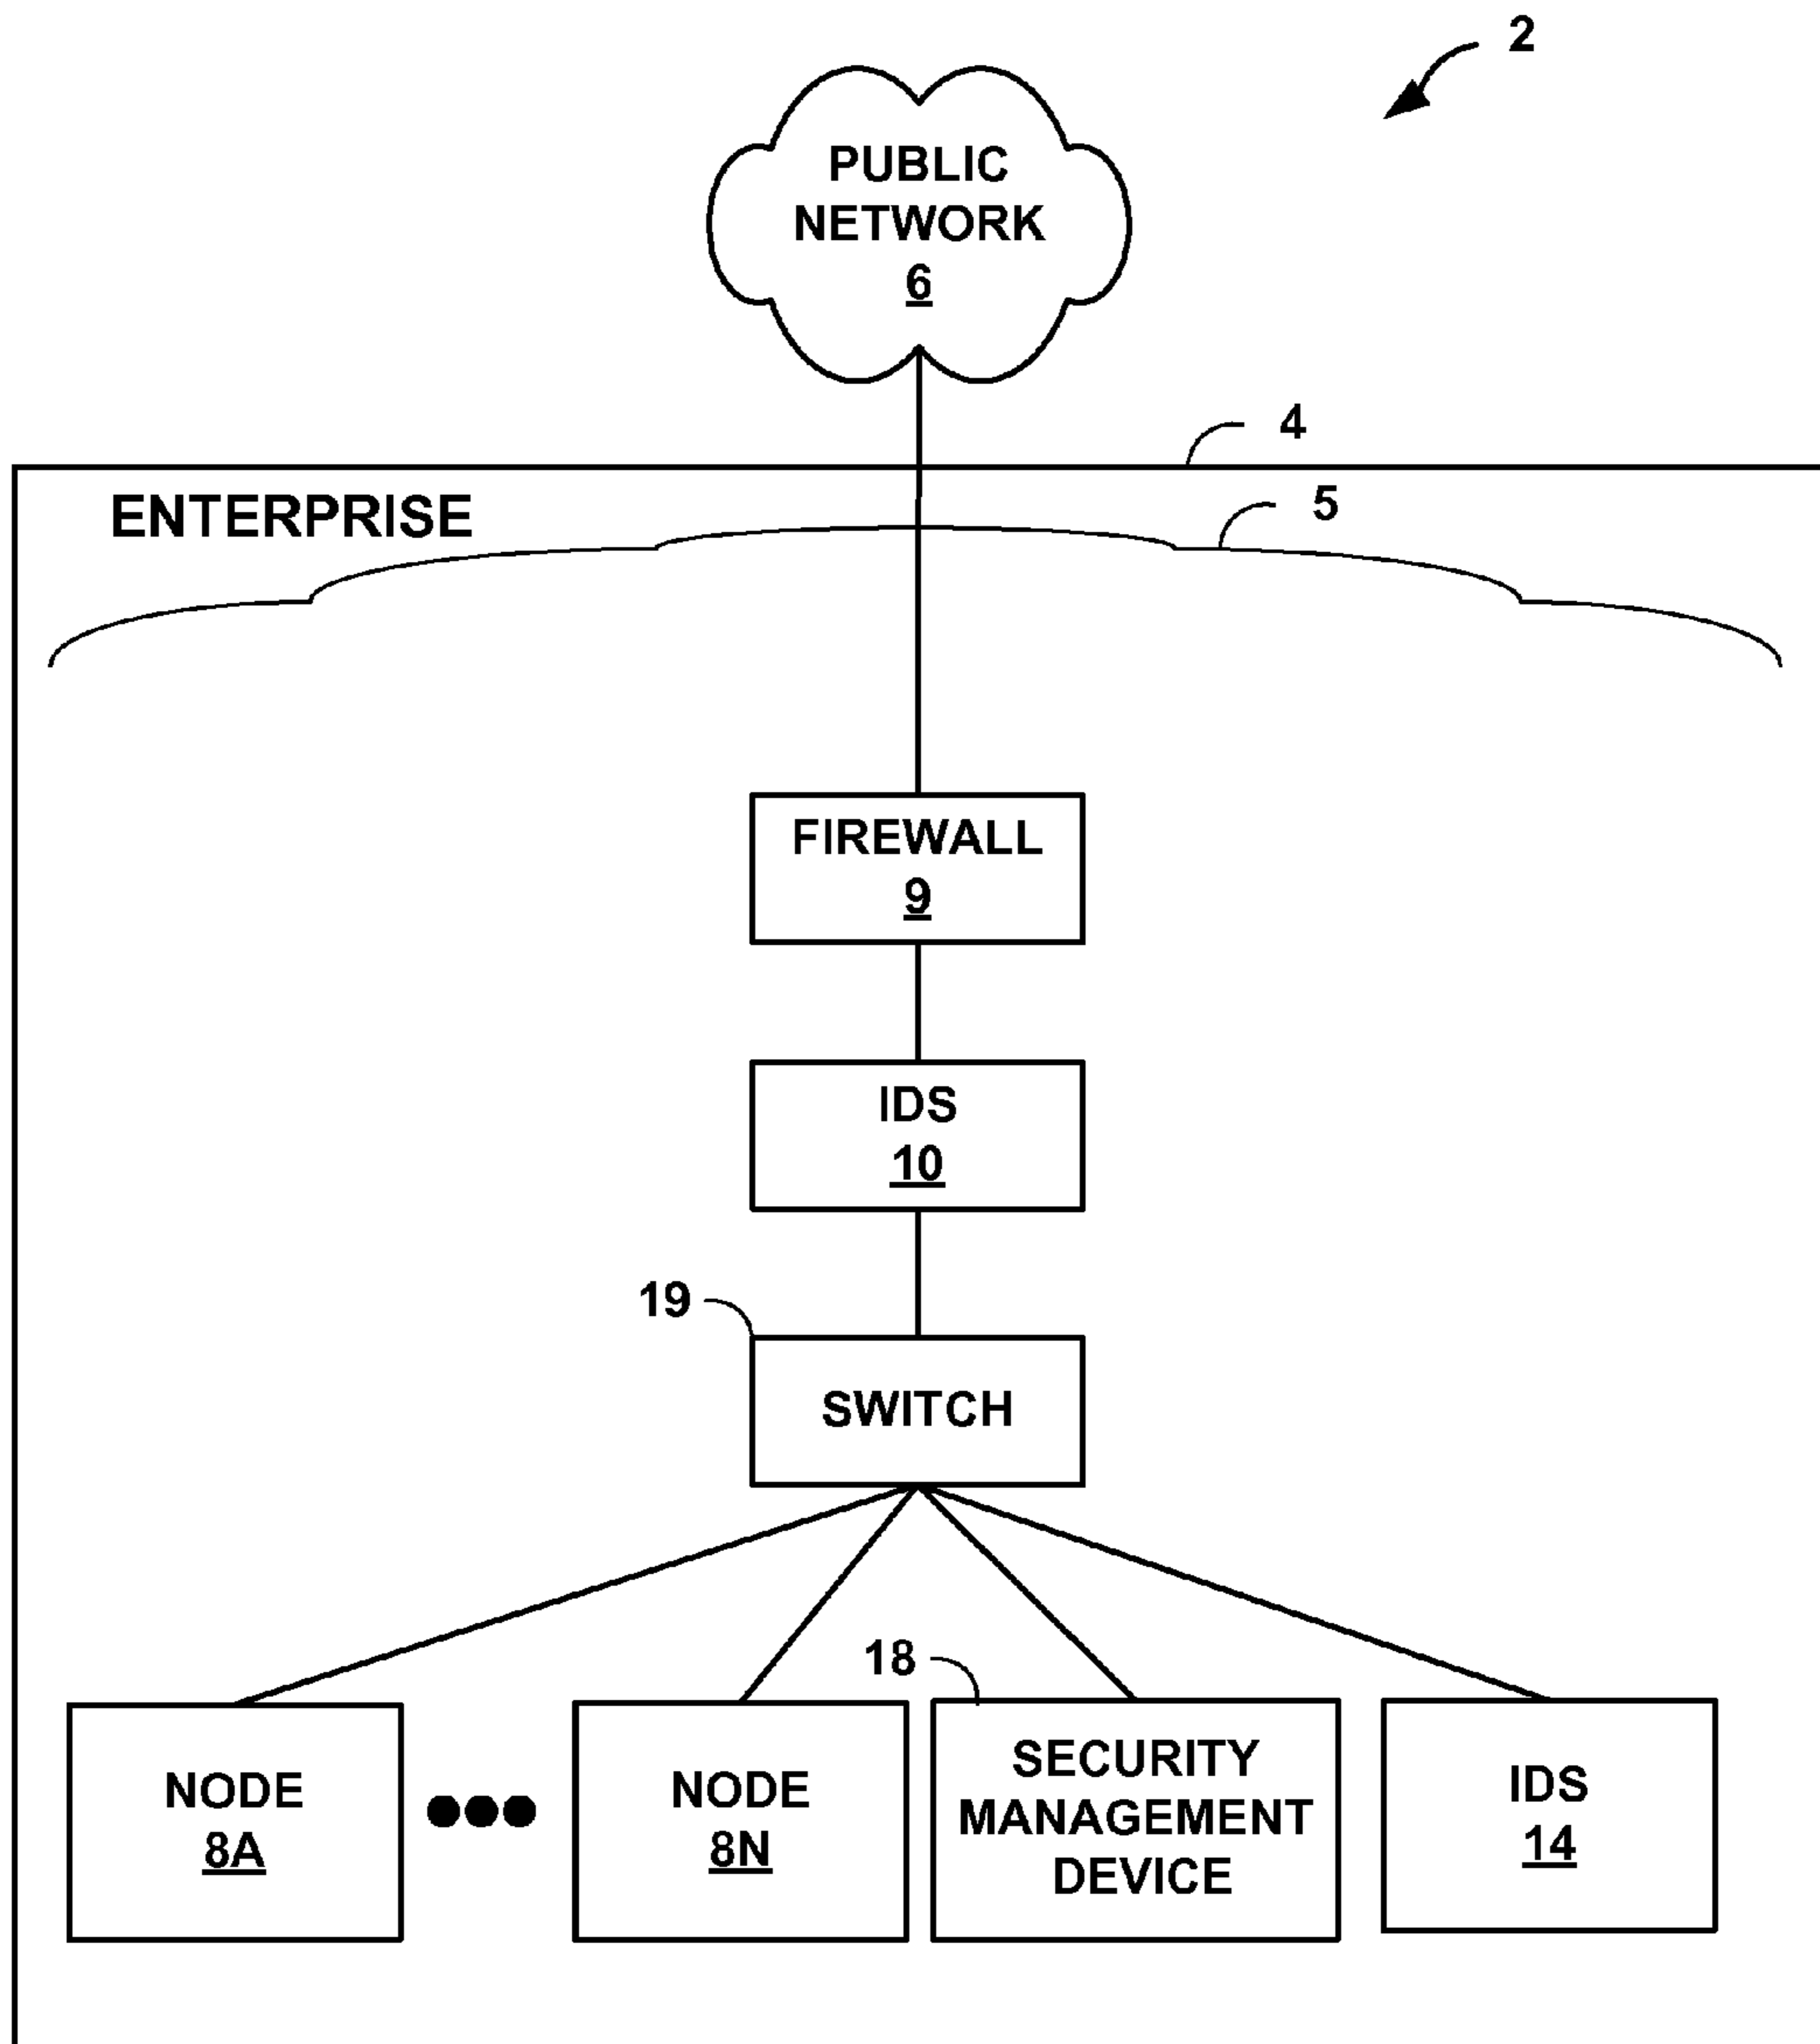 2
PUBLIC
NETWORK
6
4
ENTERPRISE
5
FIREWALL
9
IDS
10
19
SWITCH
18
NODE
8A
NODE
8N
SECURITY
MANAGEMENT
DEVICE
IDS
14